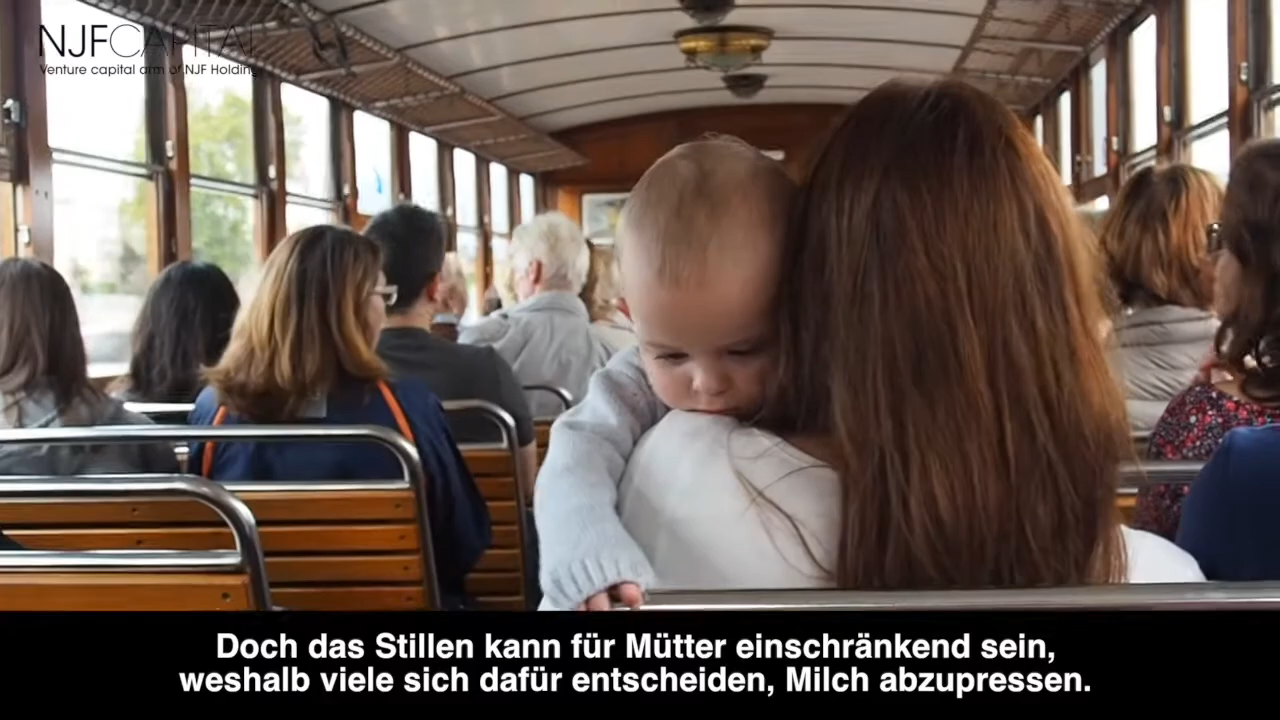 NJFCAPITAL
Venture capital arm of NJF Holdings
Doch das Stillen kann für Mütter einschränkend sein,
weshalb viele sich dafür entscheiden, Milch abzupressen.